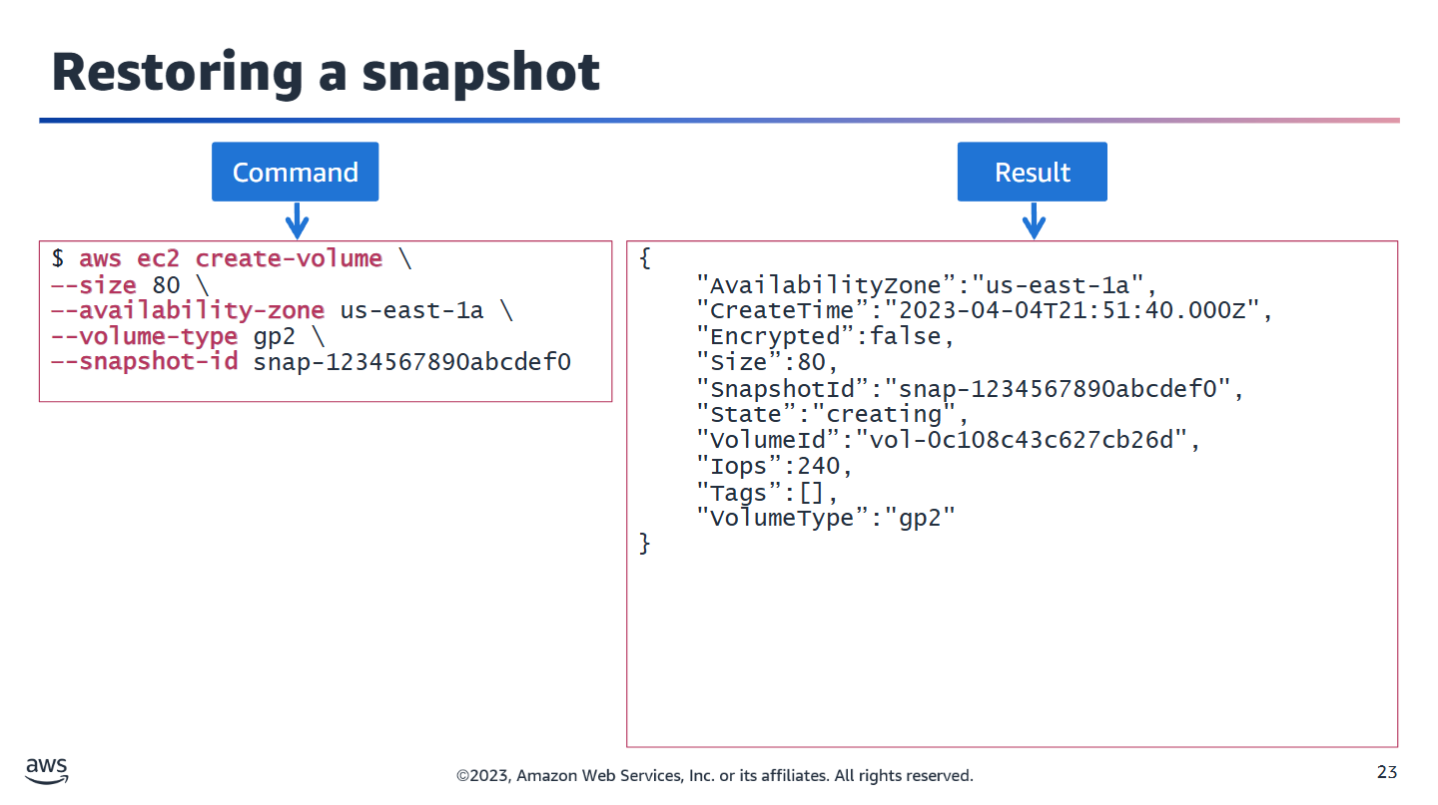 Restoring a snapshot
Command
$ aws ec2 create-volume \
--size 80 \
--availability-zone us-east-1a \
--volume-type gp2 \
--snapshot-id snap-1234567890abcdef0
Result
{
"AvailabilityZone”:"us-east-1a",
"CreateTime”:"2023-04-04T21:51:40.000Z",
"Encrypted”:false,
"Size”:80,
"SnapshotId”:"snap-1234567890abcdef0",
"State”:"creating",
"VolumeId”:"vol-0c108c43c627cb26d",
"Iops”:240,
"Tags”:[],
"VolumeType”:"gp2"
}
aws
©2023, Amazon Web Services, Inc. or its affiliates. All rights reserved.
23